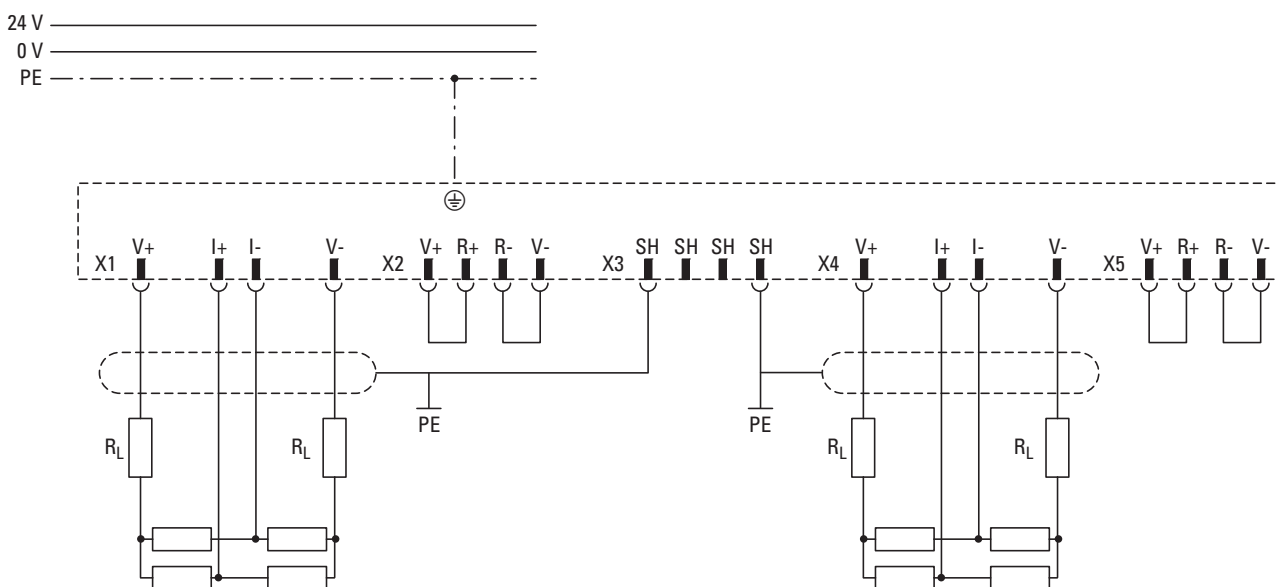 24 V
0 V
PE
X1 V+ I+ I- V- X2 V+ R+ R- V- X3 SH SH SH SH X4 V+ I+ I- V- X5 V+ R+ R- V-
PE PE
RL RL RL RL